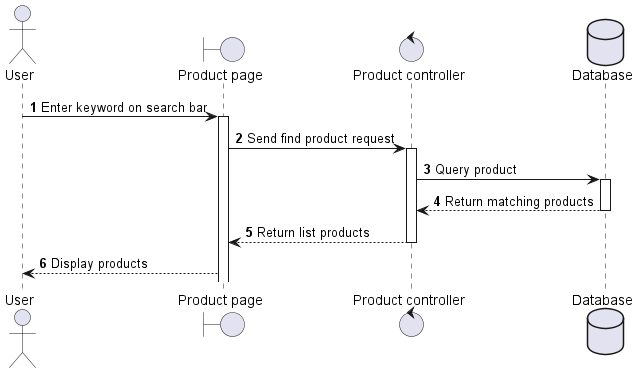 User
Product page
Product controller
Database
1 Enter keyword on search bar
2 Send find product request
3 Query product
4 Return matching products
5 Return list products
6 Display products
User
Product page
Product controller
Database